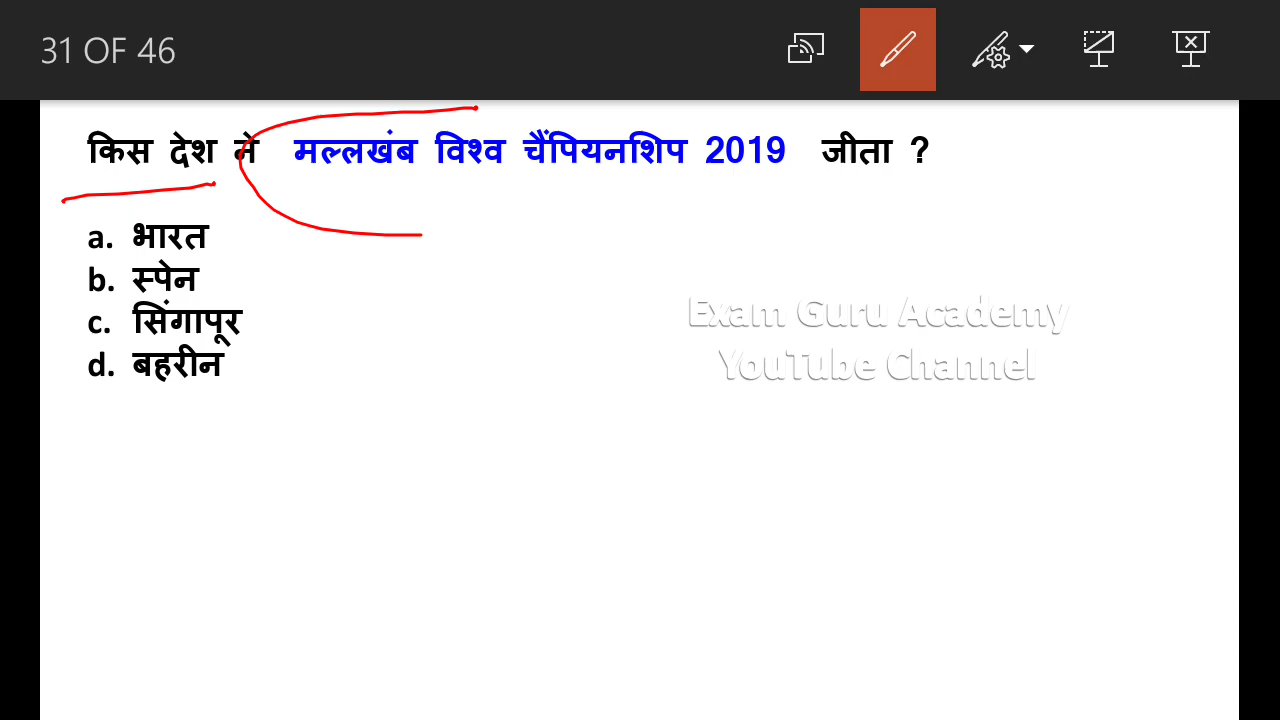 31 OF 46
किस देश ने मल्लखंब विश्व चैंपियनशिप 2019 जीता ?
a. भारत
b. स्पेन
c. सिंगापूर
d. बहरीन
Exam Guru Academy
YouTube Channel